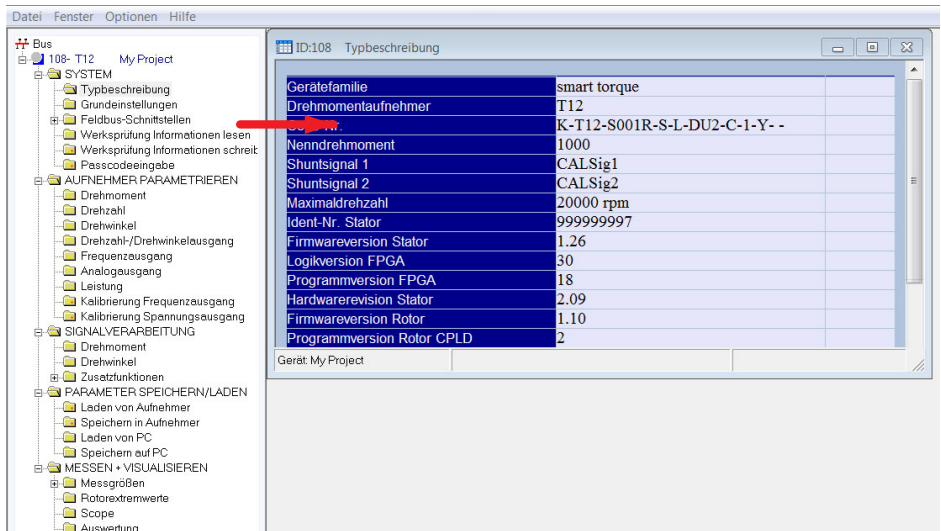 Datei Fenster Optionen Hilfe
Bus
108- T12 My Project
SYSTEM
Typbeschreibung
Grundeinstellungen
Feldbus-Schnittstellen
Werksprüfung Informationen lesen
Werksprüfung Informationen schreib
Passcodeeingabe
AUFNEHMER PARAMETRIEREN
Drehmoment
Drehzahl
Drehwinkel
Drehzahl-/Drehwinkelausgang
Frequenzausgang
Analogausgang
Leistung
Kalibrierung Frequenzausgang
Kalibrierung Spannungsausgang
SIGNALVERARBEITUNG
Drehmoment
Drehwinkel
Zusatzfunktionen
PARAMETER SPEICHERN/LADEN
Laden von Aufnehmer
Speichern in Aufnehmer
Laden von PC
Speichern auf PC
MESSEN + VISUALISIEREN
Messgrößen
Rotorextremwerte
Scope
Auswertung
ID:108 Typbeschreibung
Gerätefamilie smart torque
Drehmomentaufnehmer T12
K-T12-S001R-S-L-DU2-C-1-Y- -
Nenndrehmoment 1000
Shuntsignal 1 CALSig1
Shuntsignal 2 CALSig2
Maximaldrehzahl 20000 rpm
Ident-Nr. Stator 999999997
Firmwareversion Stator 1.26
Logikversion FPGA 30
Programmversion FPGA 18
Hardwarerevision Stator 2.09
Firmwareversion Rotor 1.10
Programmversion Rotor CPLD 2
Gerät: My Project